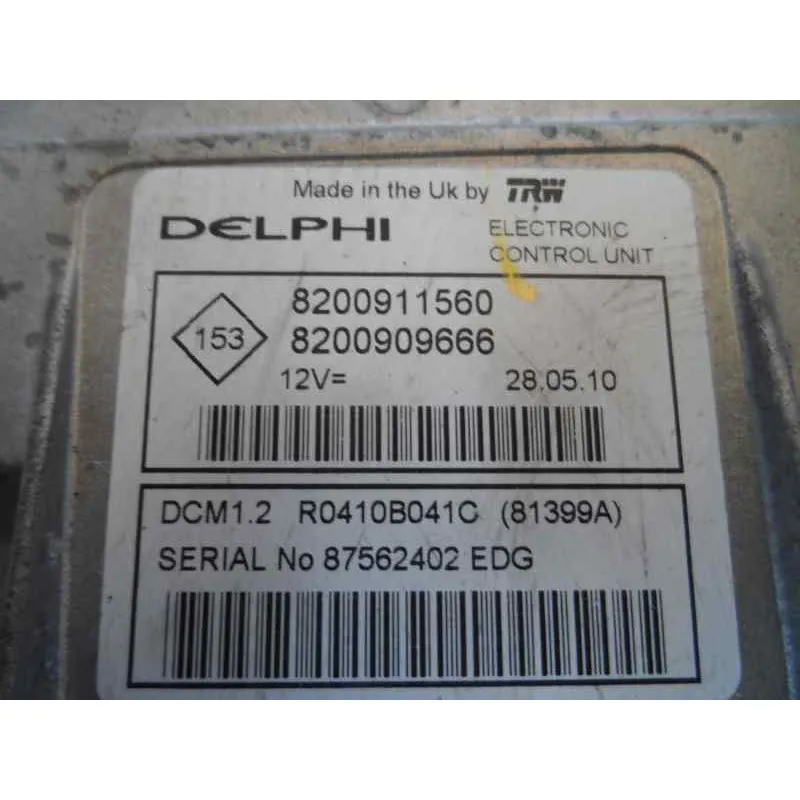 Made in the Uk by TRW
DELPHI
ELECTRONIC
CONTROL UNIT
153
8200911560
8200909666
12V= 28.05.10
DCM1.2 R0410B041C (81399A)
SERIAL No 87562402 EDG